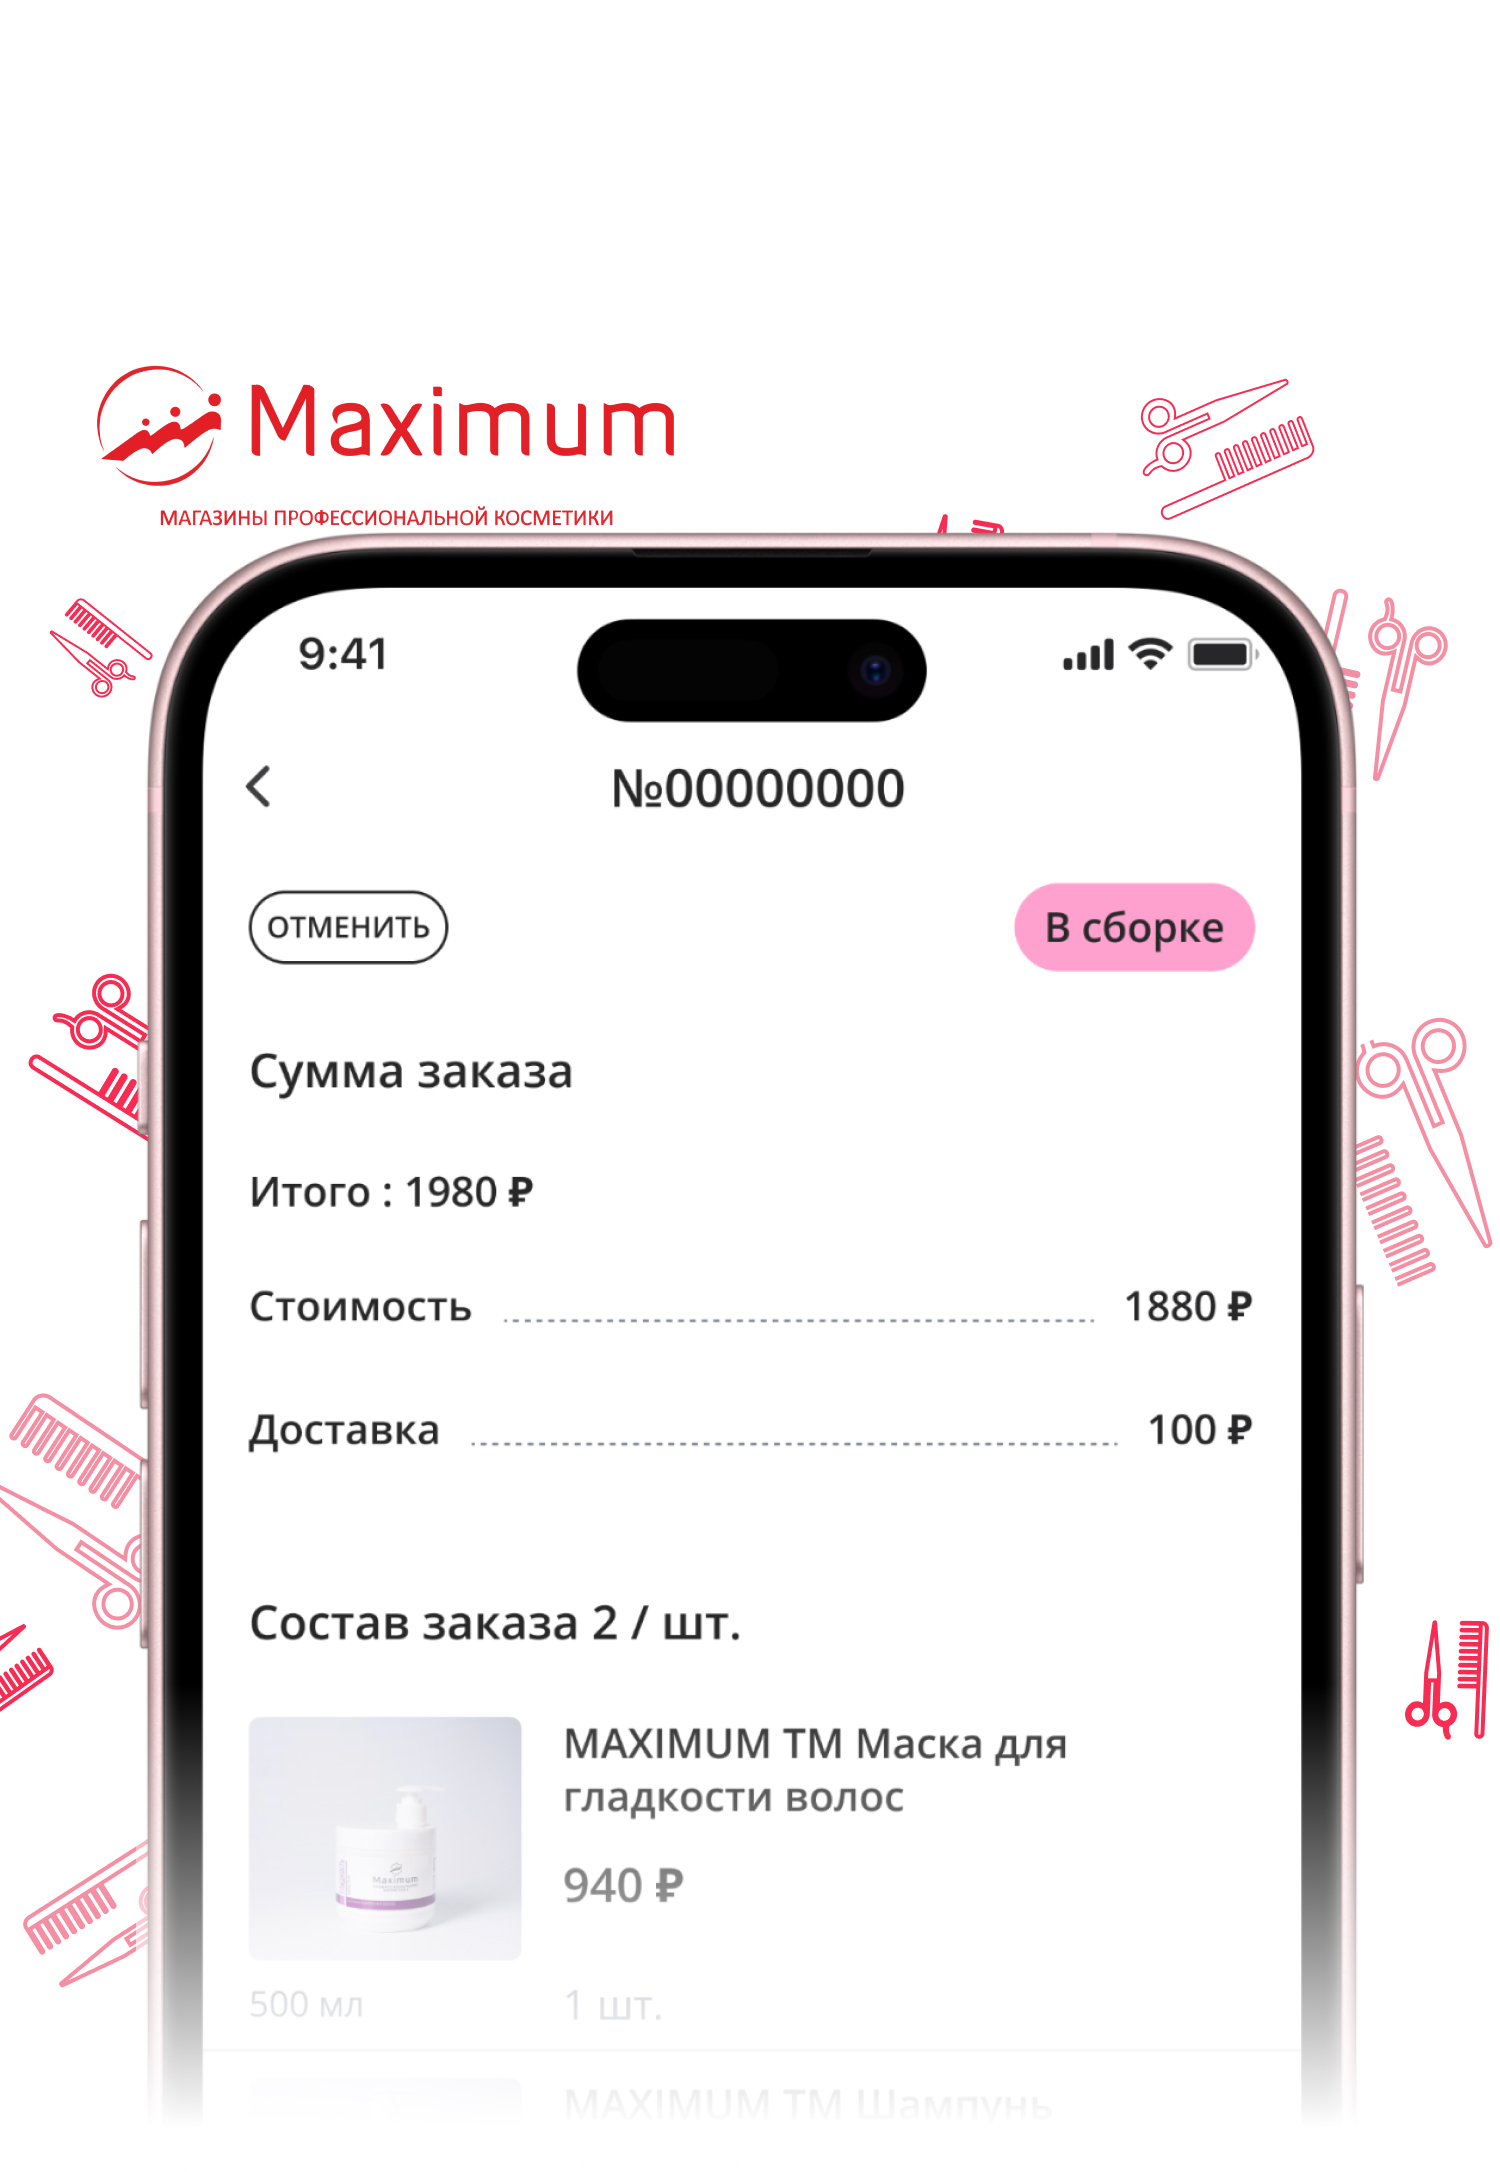 Maximum
МАГАЗИНЫ ПРОФЕССИОНАЛЬНОЙ КОСМЕТИКИ
9:41
№00000000
ОТМЕНИТЬ
В сборке
Сумма заказа
Итого : 1980 ₽
Стоимость 1880 ₽
Доставка 100 ₽
Состав заказа 2 / шт.
MAXIMUM TM Маска для
гладкости волос
Maximum
940 ₽
500 мл
1 шт.
MAXIMUM TM Шампунь